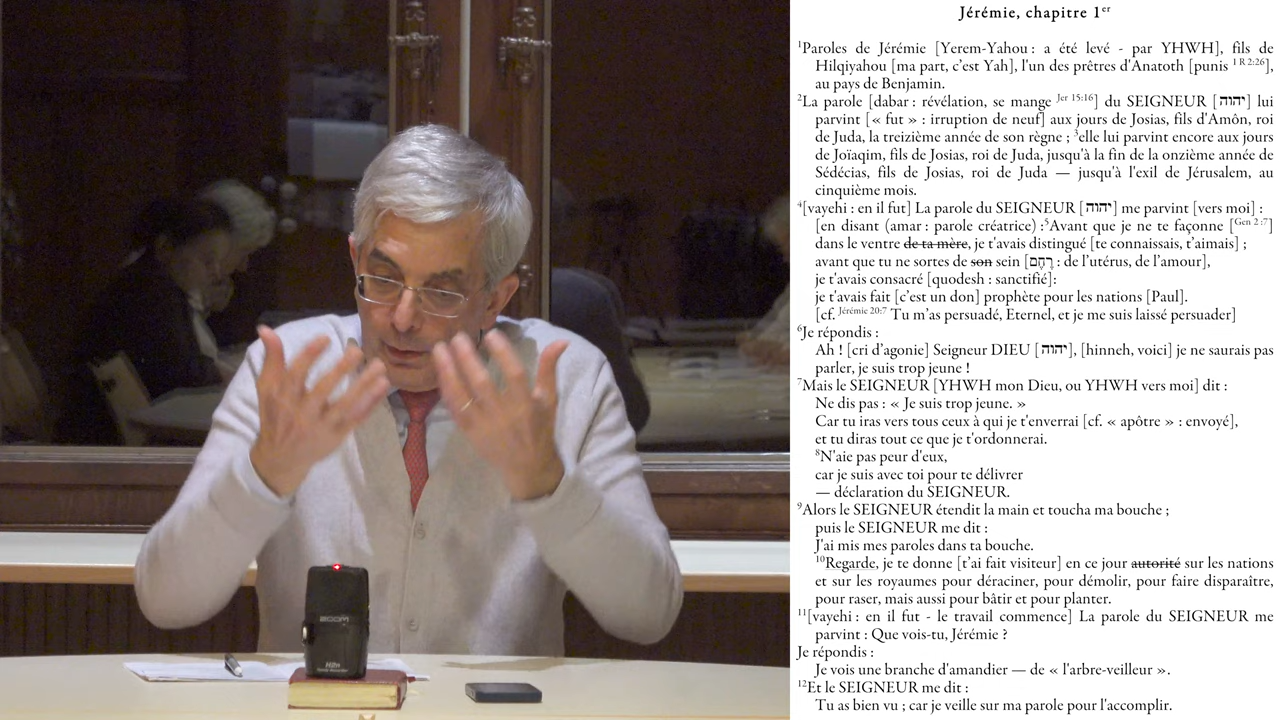 Jérémie, chapitre 1er
1Paroles de Jérémie [Yerem-Yahou : a été levé - par YHWH], fils de
Hilqiyahou [ma part, c'est Yah], l'un des prêtres d'Anatoth [punis 1 R 2:26],
au pays de Benjamin.
2La parole [dabar : révélation, se mange Jer 15:16] du SEIGNEUR [יהוה] lui
parvint [« fut » : irruption de neuf] aux jours de Josias, fils d'Amôn, roi
de Juda, la treizième année de son règne ; 3elle lui parvint encore aux jours
de Joïaqim, fils de Josias, roi de Juda, jusqu'à la fin de la onzième année de
Sédécias, fils de Josias, roi de Juda — jusqu'à l'exil de Jérusalem, au
cinquième mois.
4[vayehi : en il fut] La parole du SEIGNEUR [יהוה] me parvint [vers moi] :
[en disant (amar : parole créatrice) :5Avant que je ne te façonne [Gen 2 :7]
dans le ventre de ta mère, je t'avais distingué [te connaissais, t'aimais] ;
avant que tu ne sortes de son sein [רֶחֶם : de l'utérus, de l'amour],
je t'avais consacré [quodesh : sanctifié]:
je t'avais fait [c'est un don] prophète pour les nations [Paul].
[cf. Jérémie 20:7 Tu m'as persuadé, Eternel, et je me suis laissé persuader]
6Je répondis :
Ah ! [cri d'agonie] Seigneur DIEU [יהוה], [hinneh, voici] je ne saurais pas
parler, je suis trop jeune !
7Mais le SEIGNEUR [YHWH mon Dieu, ou YHWH vers moi] dit :
Ne dis pas : « Je suis trop jeune. »
Car tu iras vers tous ceux à qui je t'enverrai [cf. « apôtre » : envoyé],
et tu diras tout ce que je t'ordonnerai.
8N'aie pas peur d'eux,
car je suis avec toi pour te délivrer
— déclaration du SEIGNEUR.
9Alors le SEIGNEUR étendit la main et toucha ma bouche ;
puis le SEIGNEUR me dit :
J'ai mis mes paroles dans ta bouche.
10Regarde, je te donne [t'ai fait visiteur] en ce jour autorité sur les nations
et sur les royaumes pour déraciner, pour démolir, pour faire disparaître,
pour raser, mais aussi pour bâtir et pour planter.
11[vayehi : en il fut - le travail commence] La parole du SEIGNEUR me
parvint : Que vois-tu, Jérémie ?
Je répondis :
Je vois une branche d'amandier — de « l'arbre-veilleur ».
12Et le SEIGNEUR me dit :
Tu as bien vu ; car je veille sur ma parole pour l'accomplir.
ZOOM
H1n